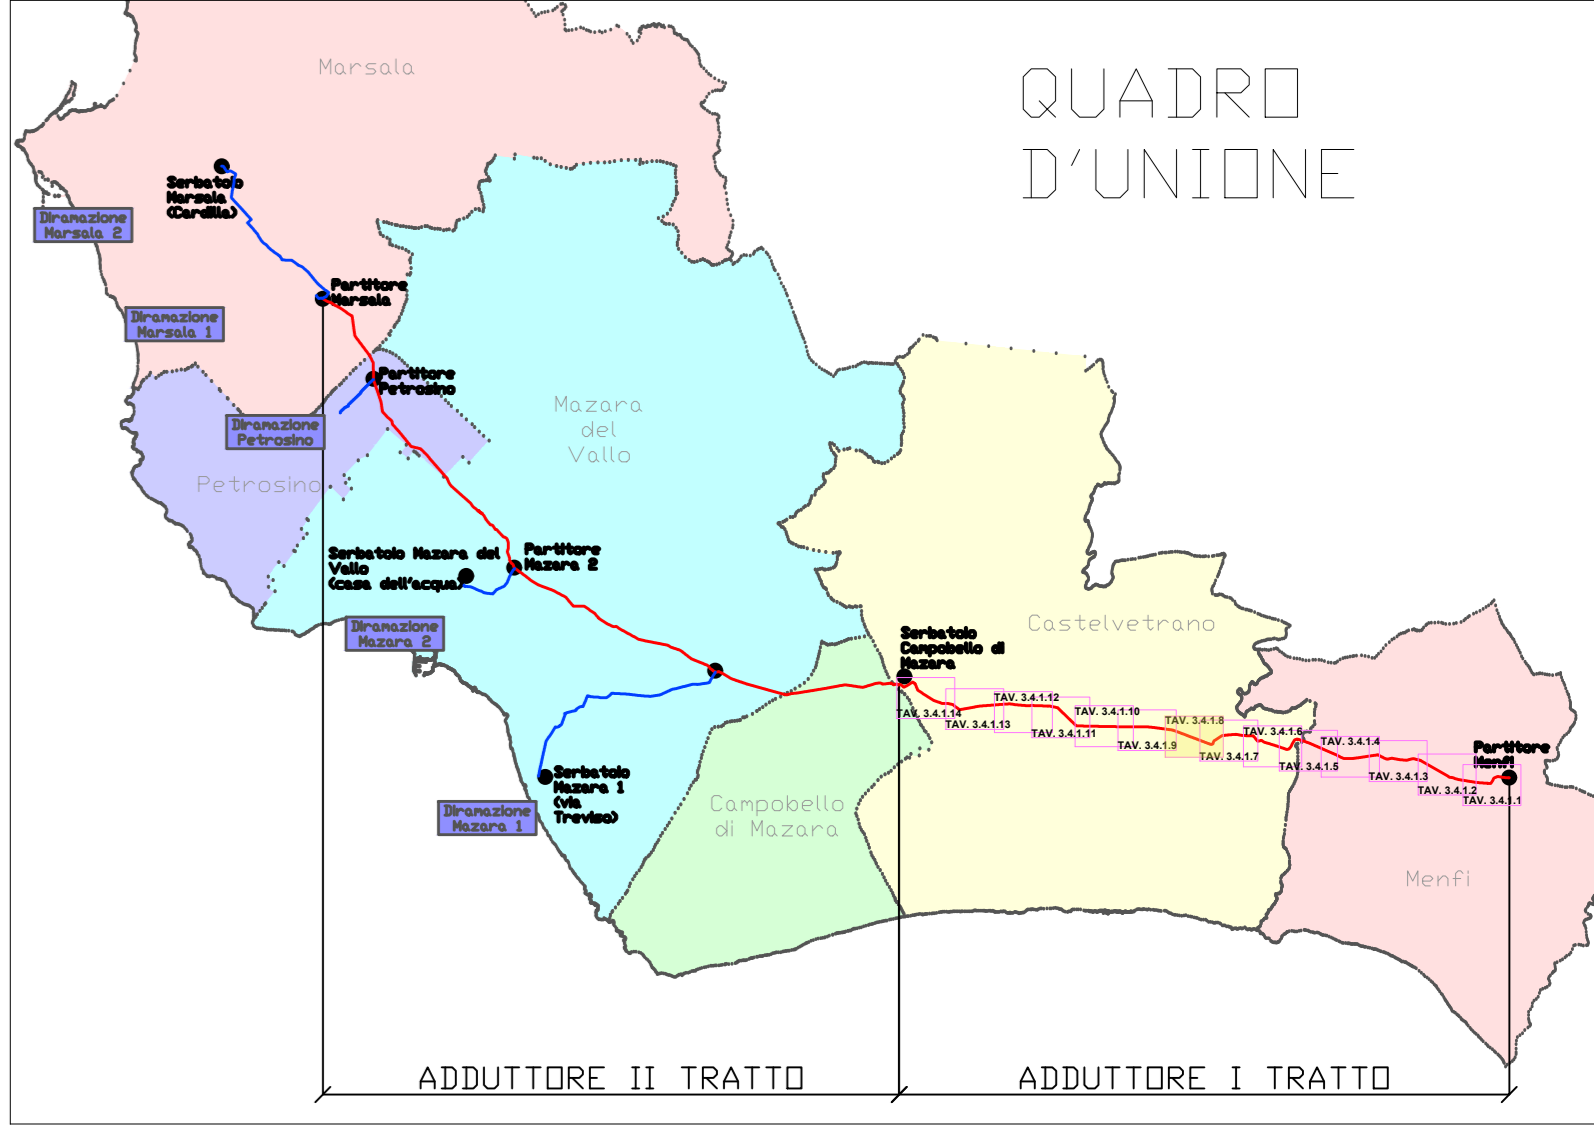 QUADRO
D'UNIONE
Marsala
Serbatoio
Marsala
(Cardilla)
Diramazione
Marsala 2
Partitore
Marsala
Diramazione
Marsala 1
Partitore
Petrosino
Diramazione
Petrosino
Petrosino
Mazara
del
Vallo
Serbatoio Mazara del
Vallo
(casa dell'acqua)
Partitore
Mazara 2
Diramazione
Mazara 2
Serbatoio
Campobello di
Mazara
Castelvetrano
TAV. 3.4.1.14
TAV. 3.4.1.13
TAV. 3.4.1.12
TAV. 3.4.1.11
TAV. 3.4.1.10
TAV. 3.4.1.9
TAV. 3.4.1.8
TAV. 3.4.1.7
TAV. 3.4.1.6
TAV. 3.4.1.5
TAV. 3.4.1.4
TAV. 3.4.1.3
TAV. 3.4.1.2
TAV. 3.4.1.1
Partitore
Menfi
Serbatoio
Mazara 1
(via
Treviso)
Diramazione
Mazara 1
Campobello
di Mazara
Menfi
ADDUTTORE II TRATTO
ADDUTTORE I TRATTO